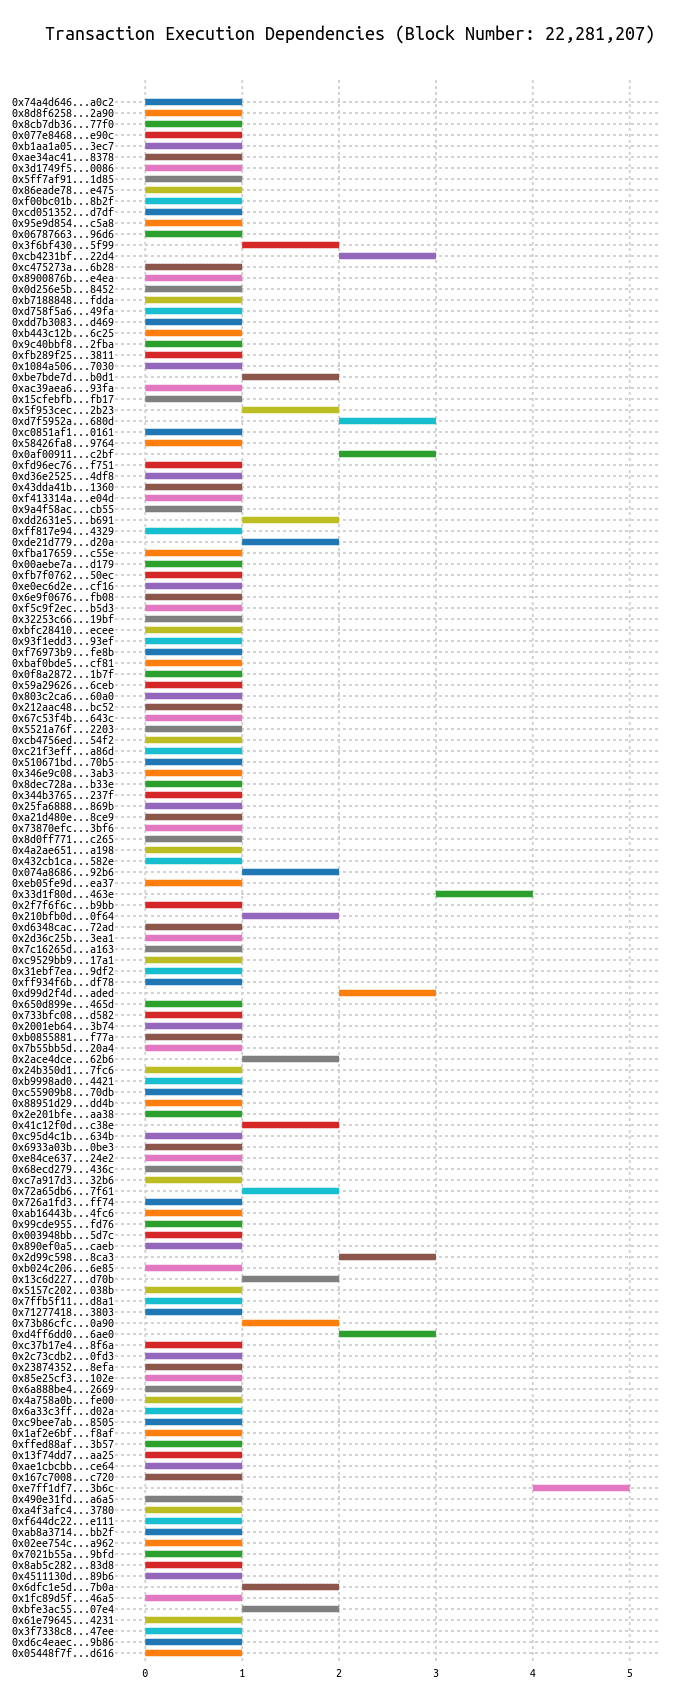 Transaction Execution Dependencies (Block Number: 22,281,207)
0x74a4d646...a0c2
0x8d8f6258...2a90
0x8cb7db36...77f0
0x077e8468...e90c
0xb1aa1a05...3ec7
0xae34ac41...8378
0x3d1749f5...0086
0x5ff7af91...1d85
0x86eade78...e475
0xf00bc01b...8b2f
0xcd051352...d7df
0x95e9d854...c5a8
0x06787663...96d6
0x3f6bf430...5f99
0xcb4231bf...22d4
0xc475273a...6b28
0x8900876b...e4ea
0x0d256e5b...8452
0xb7188848...fdda
0xd758f5a6...49fa
0xdd7b3083...d469
0xb443c12b...6c25
0x9c40bbf8...2fba
0xfb289f25...3811
0x1084a506...7030
0xbe7bde7d...b0d1
0xac39aea6...93fa
0x15cfebfb...fb17
0x5f953cec...2b23
0xd7f5952a...680d
0xc0851af1...0161
0x58426fa8...9764
0x0af00911...c2bf
0xfd96ec76...f751
0xd36e2525...4df8
0x43dda41b...1360
0xf413314a...e04d
0x9a4f58ac...cb55
0xdd2631e5...b691
0xff817e94...4329
0xde21d779...d20a
0xfba17659...c55e
0x00aebe7a...d179
0xfb7f0762...50ec
0xe0ec6d2e...cf16
0x6e9f0676...fb08
0xf5c9f2ec...b5d3
0x32253c66...19bf
0xbfc28410...ecee
0x93f1edd3...93ef
0xf76973b9...fe8b
0xbaf0bde5...cf81
0x0f8a2872...1b7f
0x59a29626...6ceb
0x803c2ca6...60a0
0x212aac48...bc52
0x67c53f4b...643c
0x5521a76f...2203
0xcb4756ed...54f2
0xc21f3eff...a86d
0x510671bd...70b5
0x346e9c08...3ab3
0x8dec728a...b33e
0x344b3765...237f
0x25fa6888...869b
0xa21d480e...8ce9
0x73870efc...3bf6
0x8d0ff771...c265
0x4a2ae651...a198
0x432cb1ca...582e
0x074a8686...92b6
0xeb05fe9d...ea37
0x33d1f80d...463e
0x2f7f6f6c...b9bb
0x210bfb0d...0f64
0xd6348cac...72ad
0x2d36c25b...3ea1
0x7c16265d...a163
0xc9529bb9...17a1
0x31ebf7ea...9df2
0xff934f6b...df78
0xd99d2f4d...aded
0x650d899e...465d
0x733bfc08...d582
0x2001eb64...3b74
0xb0855881...f77a
0x7b55bb5d...20a4
0x2ace4dce...62b6
0x24b350d1...7fc6
0xb9998ad0...4421
0xc55909b8...70db
0x88951d29...dd4b
0x2e201bfe...aa38
0x41c12f0d...c38e
0xc95d4c1b...634b
0x6933a03b...0be3
0xe84ce637...24e2
0x68ecd279...436c
0xc7a917d3...32b6
0x72a65db6...7f61
0x726a1fd3...ff74
0xab16443b...4fc6
0x99cde955...fd76
0x003948bb...5d7c
0x890ef0a5...caeb
0x2d99c598...8ca3
0xb024c206...6e85
0x13c6d227...d70b
0x5157c202...038b
0x7ffb5f11...d8a1
0x71277418...3803
0x73b86cfc...0a90
0xd4ff6dd0...6ae0
0xc37b17e4...8f6a
0x2c73cdb2...0fd3
0x23874352...8efa
0x85e25cf3...102e
0x6a888be4...2669
0x4a758a0b...fe00
0x6a33c3ff...d02a
0xc9bee7ab...8505
0x1af2e6bf...f8af
0xffed88af...3b57
0x13f74dd7...aa25
0xae1cbcbb...ce64
0x167c7008...c720
0xe7ff1df7...3b6c
0x490e31fd...a6a5
0xa4f3afc4...3780
0xf644dc22...e111
0xab8a3714...bb2f
0x02ee754c...a962
0x7021b55a...9bfd
0x8ab5c282...83d8
0x4511130d...89b6
0x6dfc1e5d...7b0a
0x1fc89d5f...46a5
0xbfe3ac55...07e4
0x61e79645...4231
0x3f7338c8...47ee
0xd6c4eaec...9b86
0x05448f7f...d616
0 1 2 3 4 5